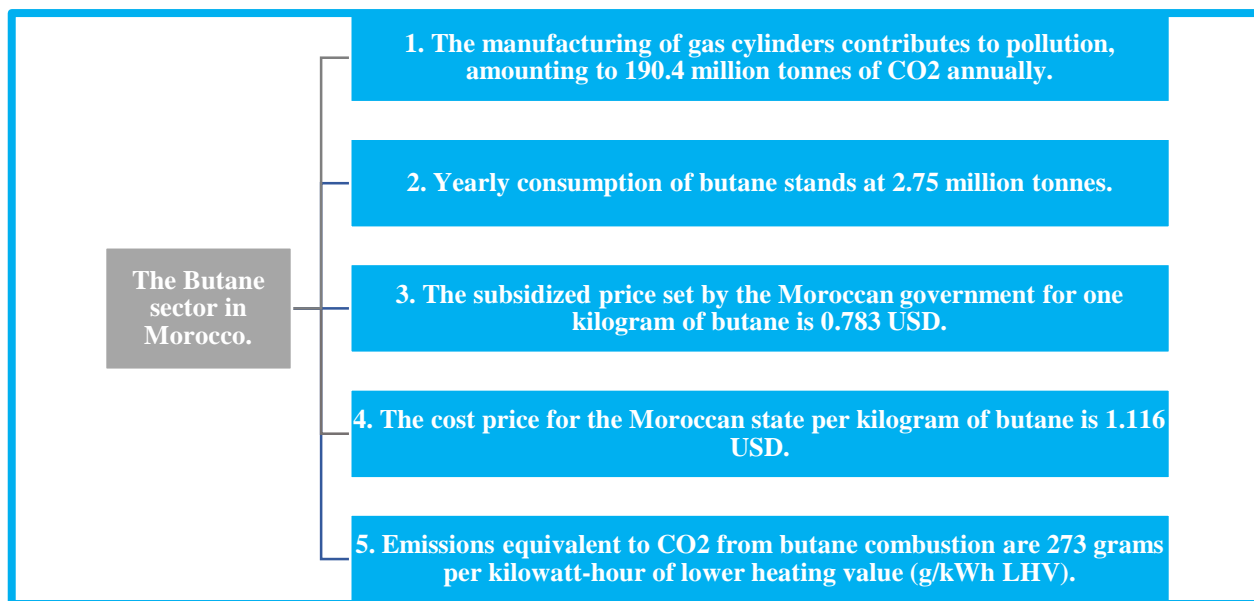 1. The manufacturing of gas cylinders contributes to pollution,
amounting to 190.4 million tonnes of CO2 annually.
2. Yearly consumption of butane stands at 2.75 million tonnes.
The Butane
sector in
Morocco.
3. The subsidized price set by the Moroccan government for one
kilogram of butane is 0.783 USD.
4. The cost price for the Moroccan state per kilogram of butane is 1.116
USD.
5. Emissions equivalent to CO2 from butane combustion are 273 grams
per kilowatt-hour of lower heating value (g/kWh LHV).